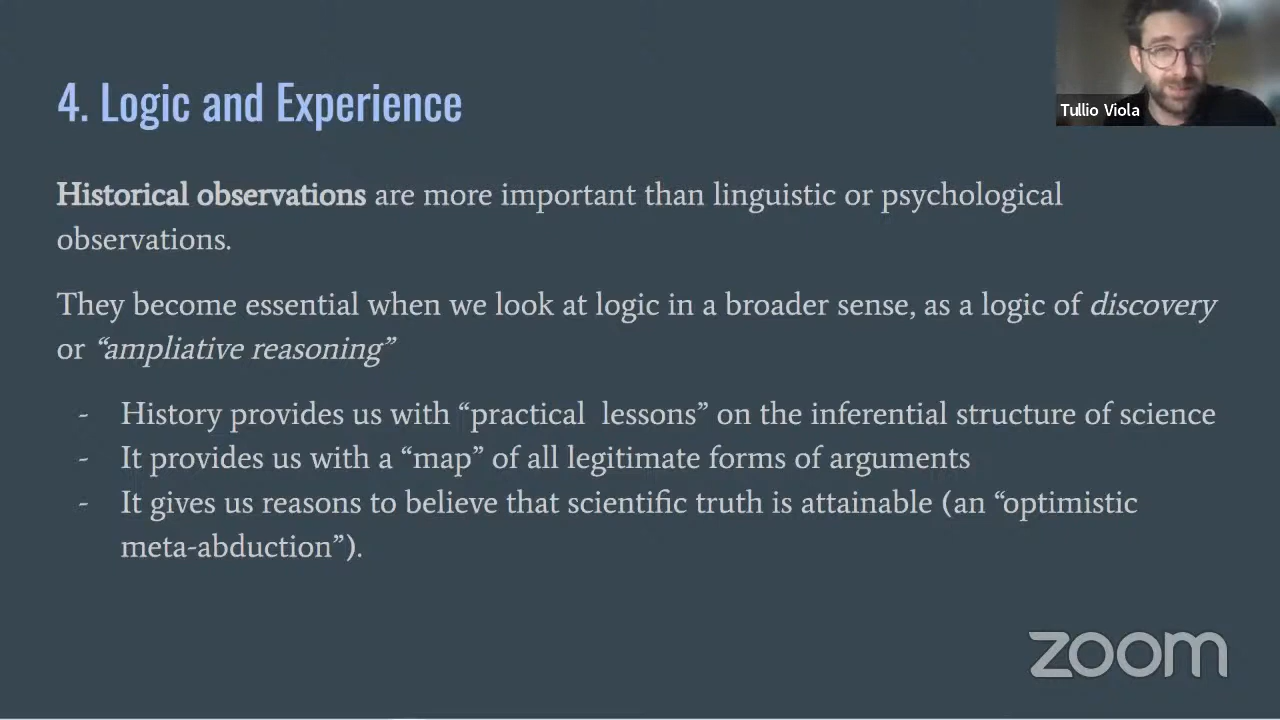 4. Logic and Experience
Tullio Viola
Historical observations are more important than linguistic or psychological
observations.
They become essential when we look at logic in a broader sense, as a logic of discovery
or “ampliative reasoning”
- History provides us with “practical lessons” on the inferential structure of science
- It provides us with a “map” of all legitimate forms of arguments
- It gives us reasons to believe that scientific truth is attainable (an “optimistic
meta-abduction”).
zoom